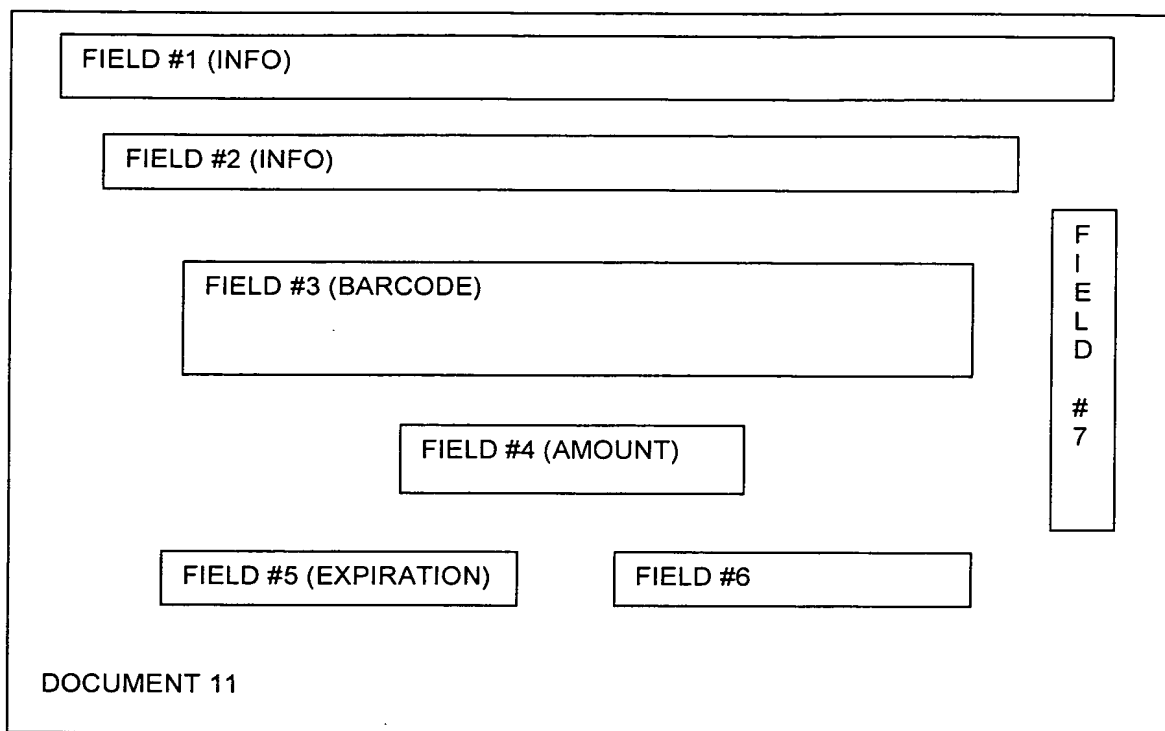 FIELD #1 (INFO)
FIELD #2 (INFO)
FIELD #3 (BARCODE)
FIELD #4 (AMOUNT)
FIELD #5 (EXPIRATION)
FIELD #6
FIELD #7
DOCUMENT 11